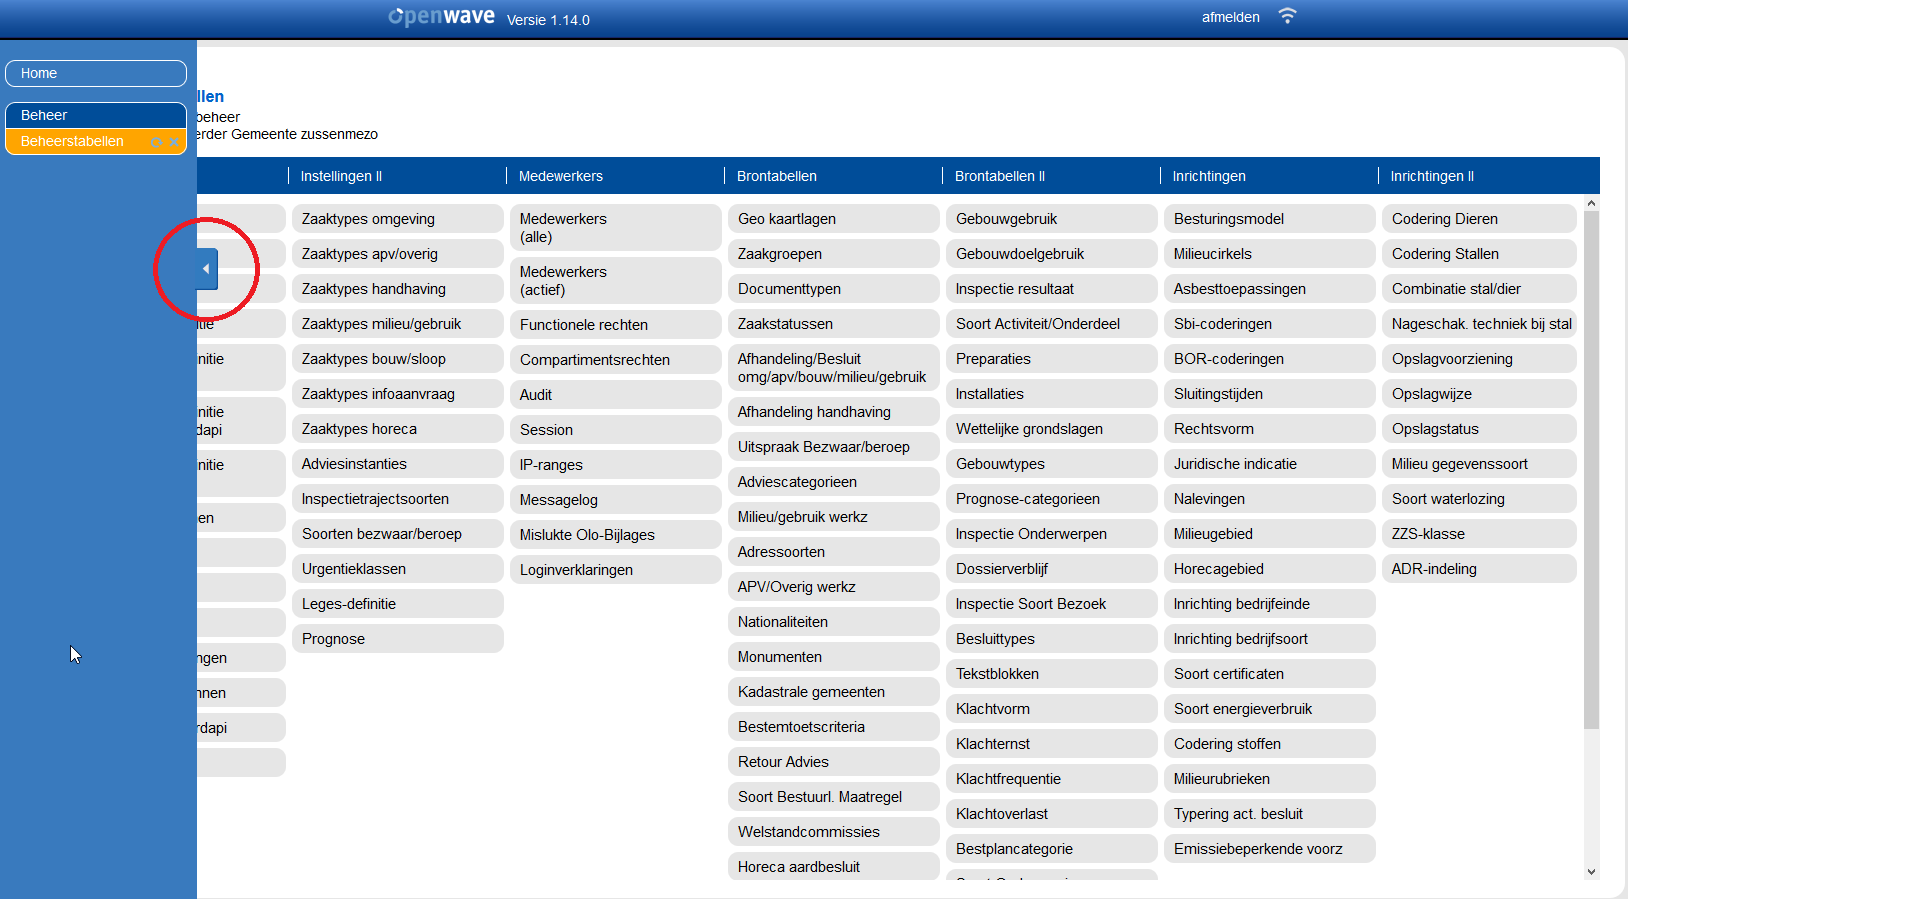 openwave Versie 1.14.0
afmelden
Home
Beheer
Beheerstabellen
llen
beheer
erder Gemeente zussenmezo
Instellingen II
Medewerkers
Brontabellen
Brontabellen II
Inrichtingen
Inrichtingen II
itie
nitie
nitie
dapi
nitie
en
ngen
nnen
rdapi
Zaaktypes omgeving
Zaaktypes apv/overig
Zaaktypes handhaving
Zaaktypes milieu/gebruik
Zaaktypes bouw/sloop
Zaaktypes infoaanvraag
Zaaktypes horeca
Adviesinstanties
Inspectietrajectsoorten
Soorten bezwaar/beroep
Urgentieklassen
Leges-definitie
Prognose
Medewerkers
(alle)
Medewerkers
(actief)
Functionele rechten
Compartimentsrechten
Audit
Session
IP-ranges
Messagelog
Mislukte Olo-Bijlages
Loginverklaringen
Geo kaartlagen
Zaakgroepen
Documenttypen
Zaakstatussen
Afhandeling/Besluit
omg/apv/bouw/milieu/gebruik
Afhandeling handhaving
Uitspraak Bezwaar/beroep
Adviescategorieen
Milieu/gebruik werkz
Adressoorten
APV/Overig werkz
Nationaliteiten
Monumenten
Kadastrale gemeenten
Bestemtoetscriteria
Retour Advies
Soort Bestuurl. Maatregel
Welstandcommissies
Horeca aardbesluit
Gebouwgebruik
Gebouwdoelgebruik
Inspectie resultaat
Soort Activiteit/Onderdeel
Preparaties
Installaties
Wettelijke grondslagen
Gebouwtypes
Prognose-categorieen
Inspectie Onderwerpen
Dossierverblijf
Inspectie Soort Bezoek
Besluittypes
Tekstblokken
Klachtvorm
Klachternst
Klachtfrequentie
Klachtoverlast
Bestplancategorie
Besturingsmodel
Milieucirkels
Asbesttoepassingen
Sbi-coderingen
BOR-coderingen
Sluitingstijden
Rechtsvorm
Juridische indicatie
Nalevingen
Milieugebied
Horecagebied
Inrichting bedrijfeinde
Inrichting bedrijfsoort
Soort certificaten
Soort energieverbruik
Codering stoffen
Milieurubrieken
Typering act. besluit
Emissiebeperkende voorz
Codering Dieren
Codering Stallen
Combinatie stal/dier
Nageschak. techniek bij stal
Opslagvoorziening
Opslagwijze
Opslagstatus
Milieu gegevenssoort
Soort waterlozing
ZZS-klasse
ADR-indeling